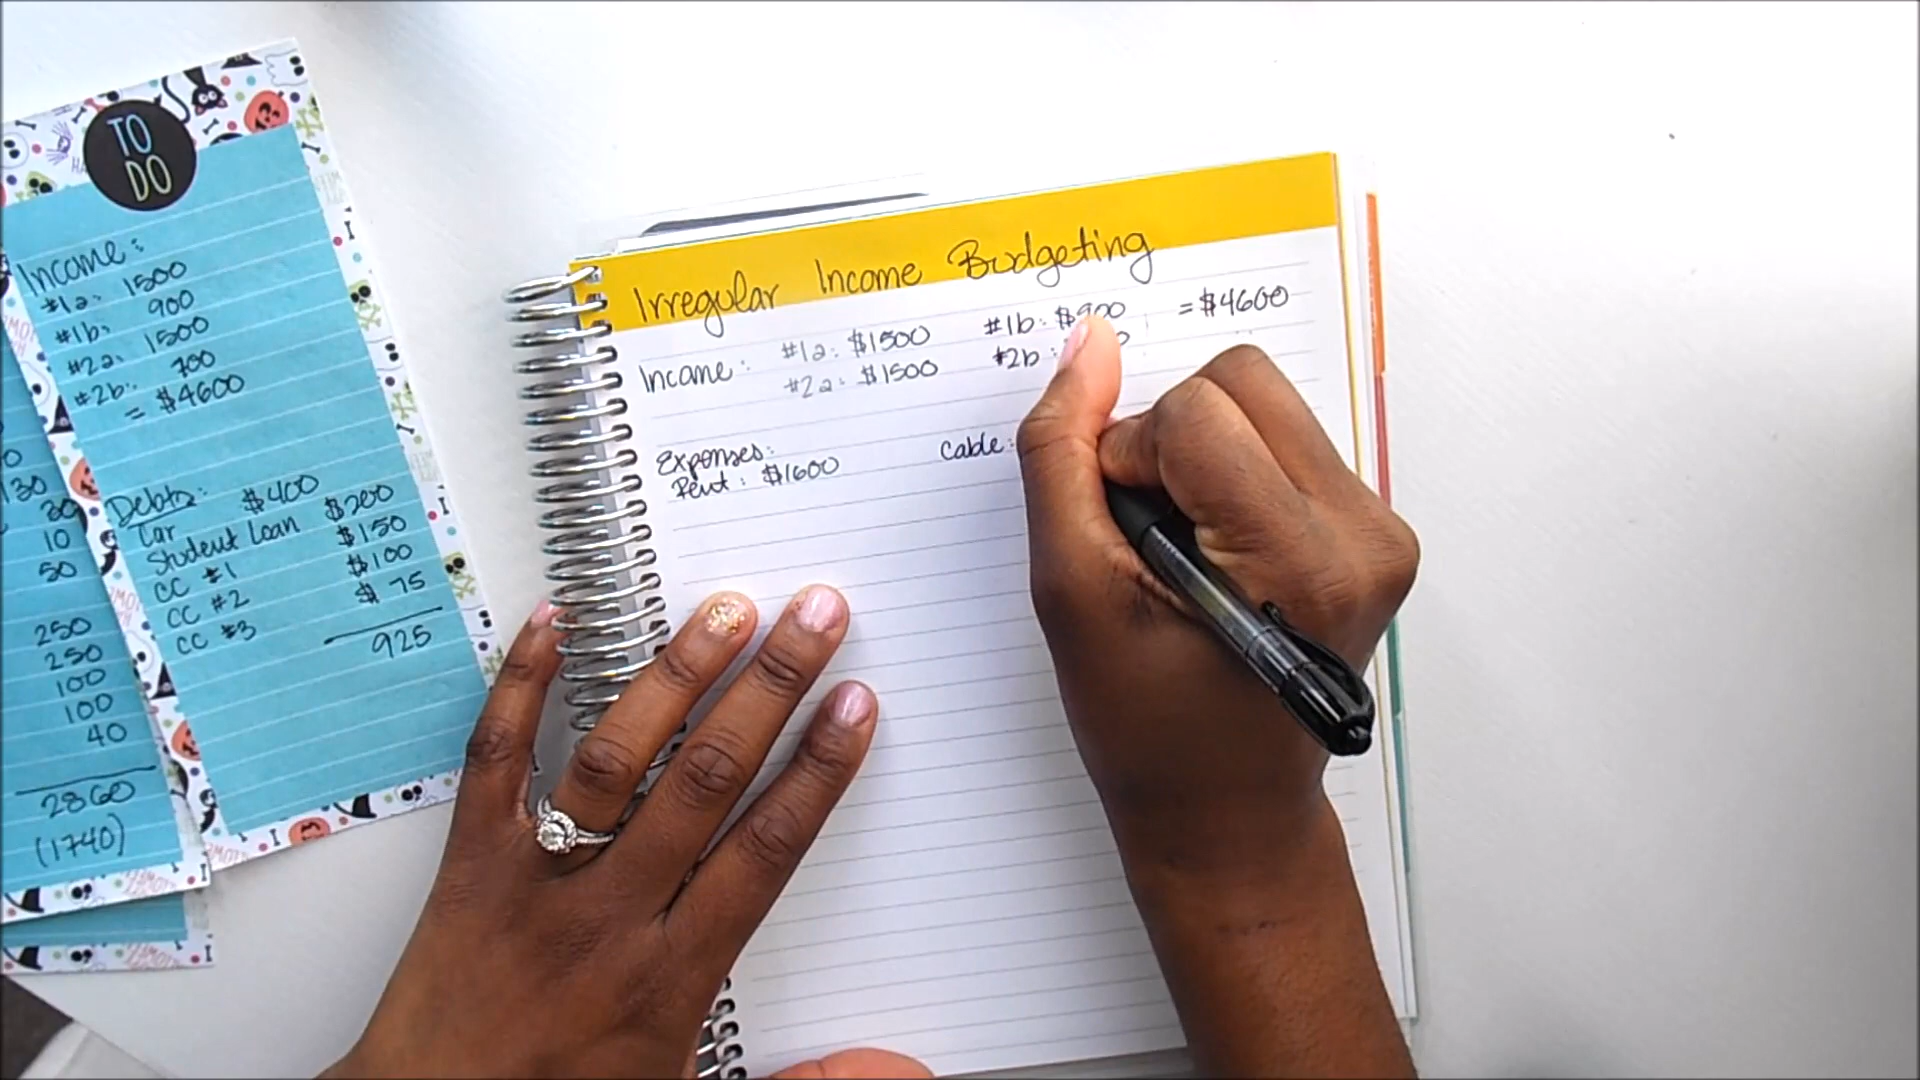 TO
DO
Income:
#1a: 1500
#1b: 900
#2a: 1500
#2b: 700
= $4600
Debts:
Car $400
Student Loan $200
CC #1 $150
CC #2 $100
CC #3 $75
925
130
30
10
50
250
250
100
100
40
2860
(1740)
Irregular Income Budgeting
Income: #1a: $1500 #1b: $900 = $4600
#2a: $1500 #2b:
Expenses: Cable:
Rent: $1600